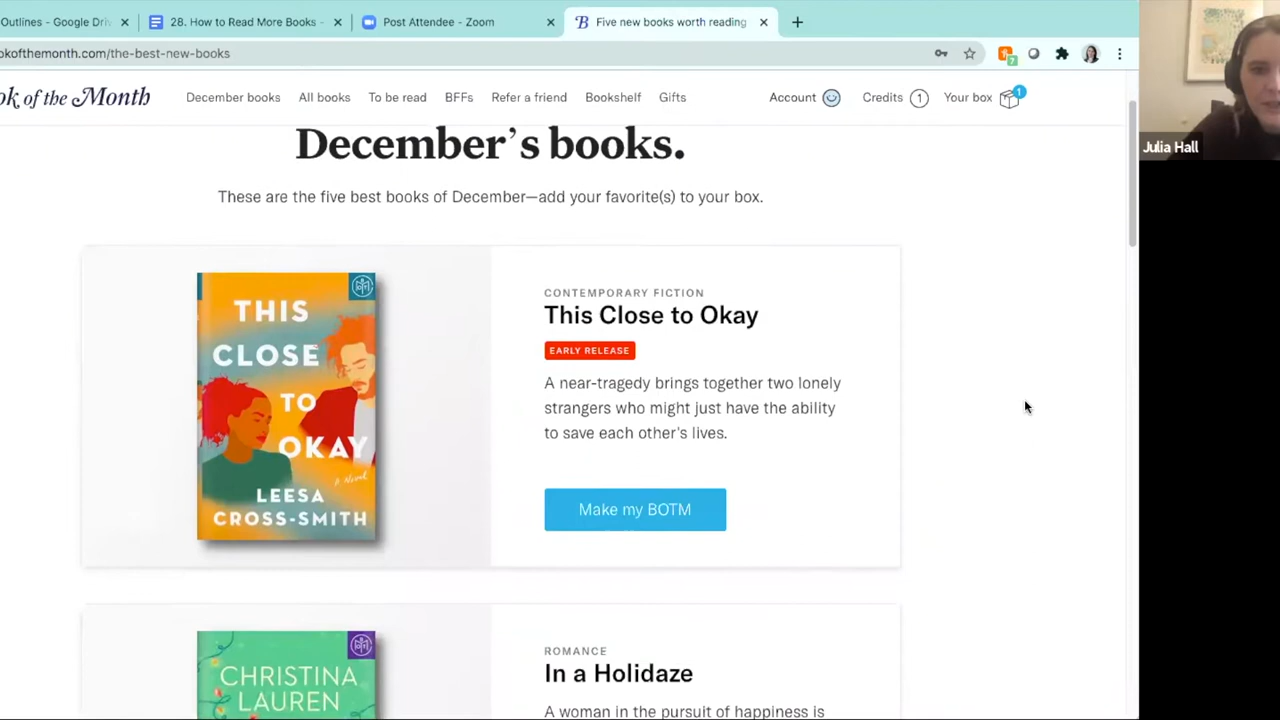 Outlines - Google Dri
28. How to Read More Books -
Post Attendee - Zoom
Five new books worth reading
okofthemonth.com/the-best-new-books
7
ok of the Month
December books
All books
To be read
BFFs
Refer a friend
Bookshelf
Gifts
Account
Credits 1
Your box 1
Julia Hall
December's books.
These are the five best books of December—add your favorite(s) to your box.
THIS
CLOSE
TO
OKAY
A Novel
LEESA
CROSS-SMITH
CONTEMPORARY FICTION
This Close to Okay
EARLY RELEASE
A near-tragedy brings together two lonely
strangers who might just have the ability
to save each other's lives.
Make my BOTM
CHRISTINA
LAUREN
ROMANCE
In a Holidaze
A woman in the pursuit of happiness is